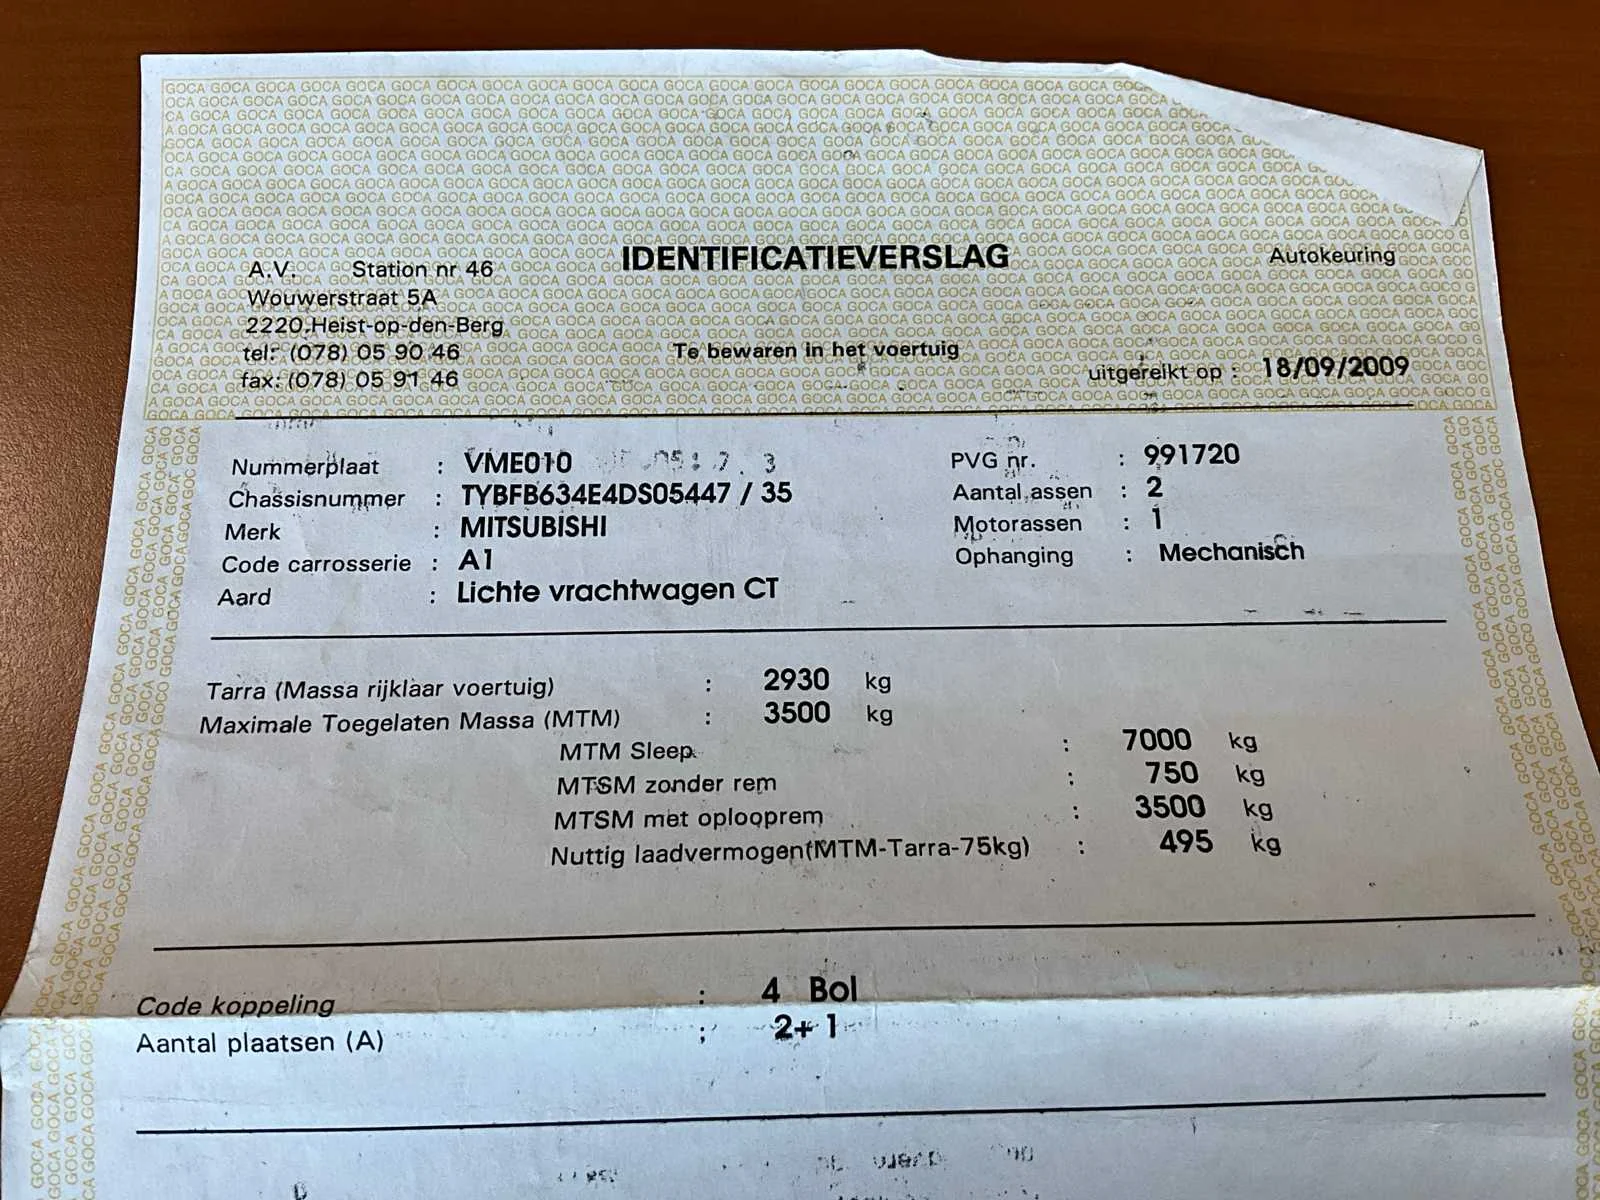 IDENTIFICATIEVERSLAG
Autokeuring
A.V. Station nr 46
Wouwerstraat 5A
2220 Heist-op-den-Berg
tel: (078) 05 90 46
fax: (078) 05 91 46
Te bewaren in het voertuig
uitgereikt op : 18/09/2009
Nummerplaat : VME010
Chassisnummer : TYBFB634E4DS05447 / 35
Merk : MITSUBISHI
Code carrosserie : A1
Aard : Lichte vrachtwagen CT
PVG nr. : 991720
Aantal assen : 2
Motorassen : 1
Ophanging : Mechanisch
Tarra (Massa rijklaar voertuig) : 2930 kg
Maximale Toegelaten Massa (MTM) : 3500 kg
MTM Sleep : 7000 kg
MTSM zonder rem : 750 kg
MTSM met oplooprem : 3500 kg
Nuttig laadvermogen(MTM-Tarra-75kg) : 495 kg
Code koppeling : 4 Bol
Aantal plaatsen (A) : 2+1